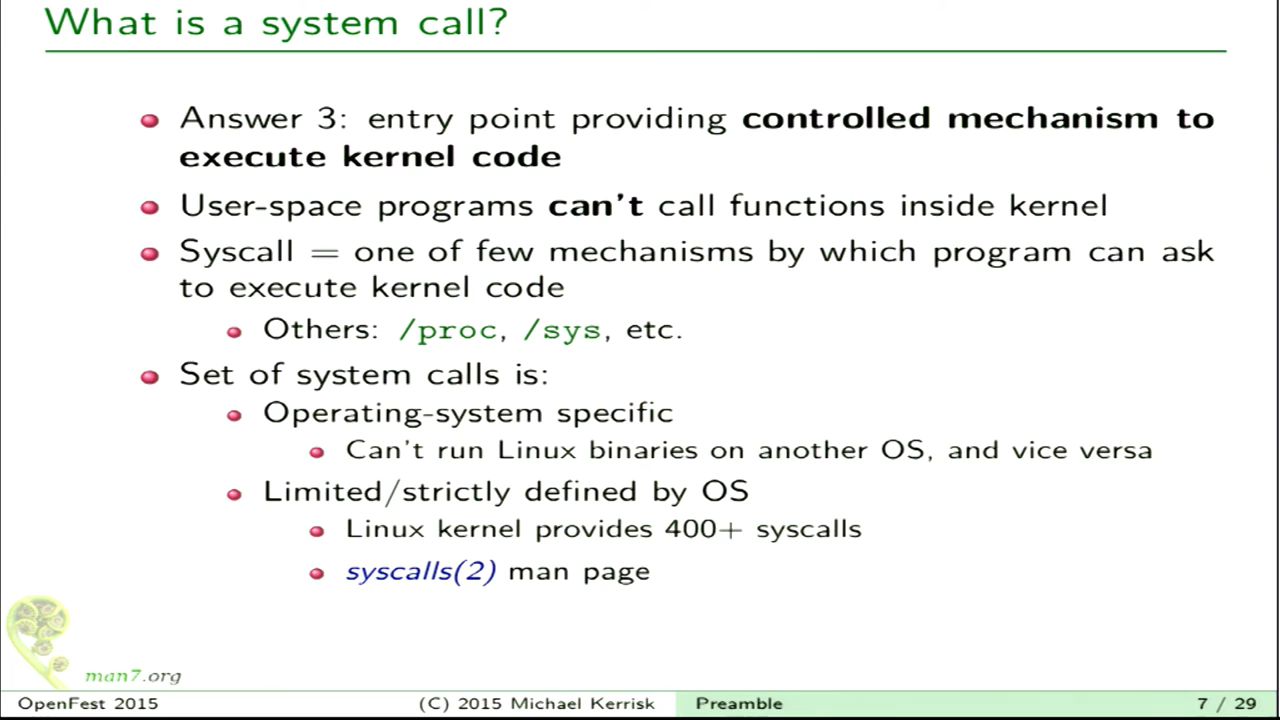 What is a system call?
Answer 3: entry point providing controlled mechanism to
execute kernel code
User-space programs can't call functions inside kernel
Syscall = one of few mechanisms by which program can ask
to execute kernel code
Others: /proc, /sys, etc.
Set of system calls is:
Operating-system specific
Can't run Linux binaries on another OS, and vice versa
Limited/strictly defined by OS
Linux kernel provides 400+ syscalls
syscalls(2) man page
man7.org
OpenFest 2015 (C) 2015 Michael Kerrisk Preamble 7 / 29